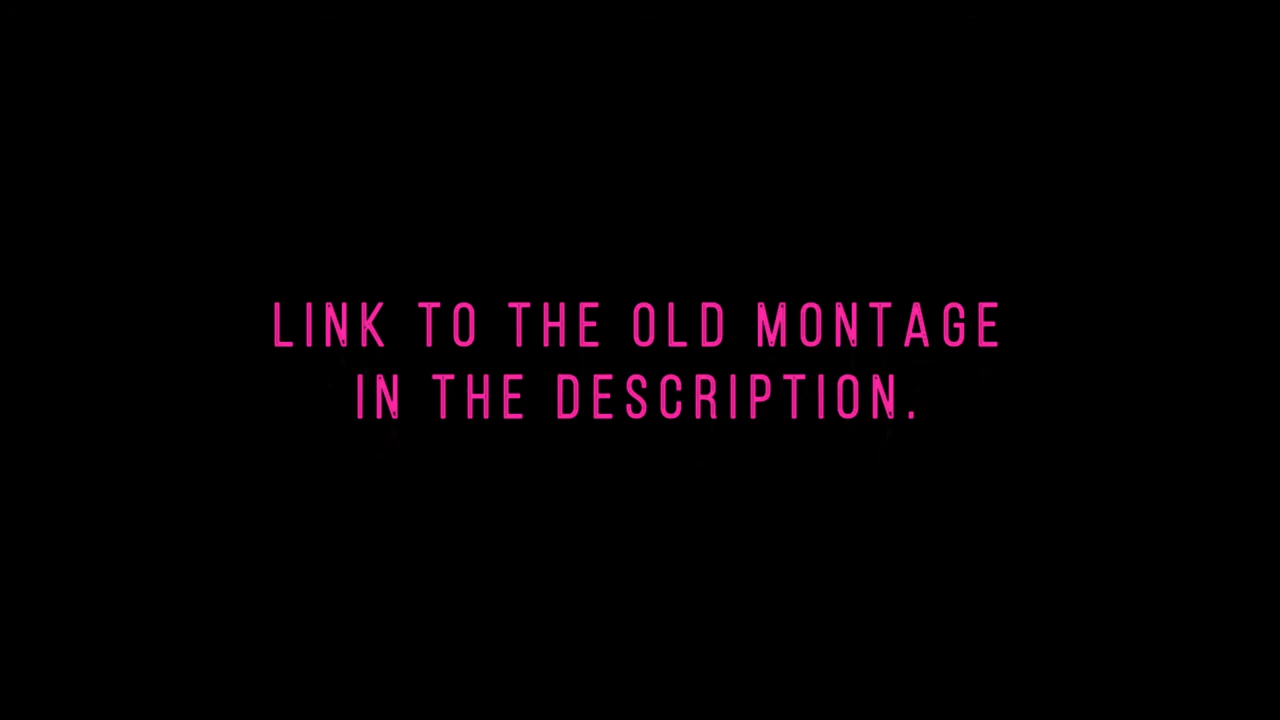 LINK TO THE OLD MONTAGE
IN THE DESCRIPTION.